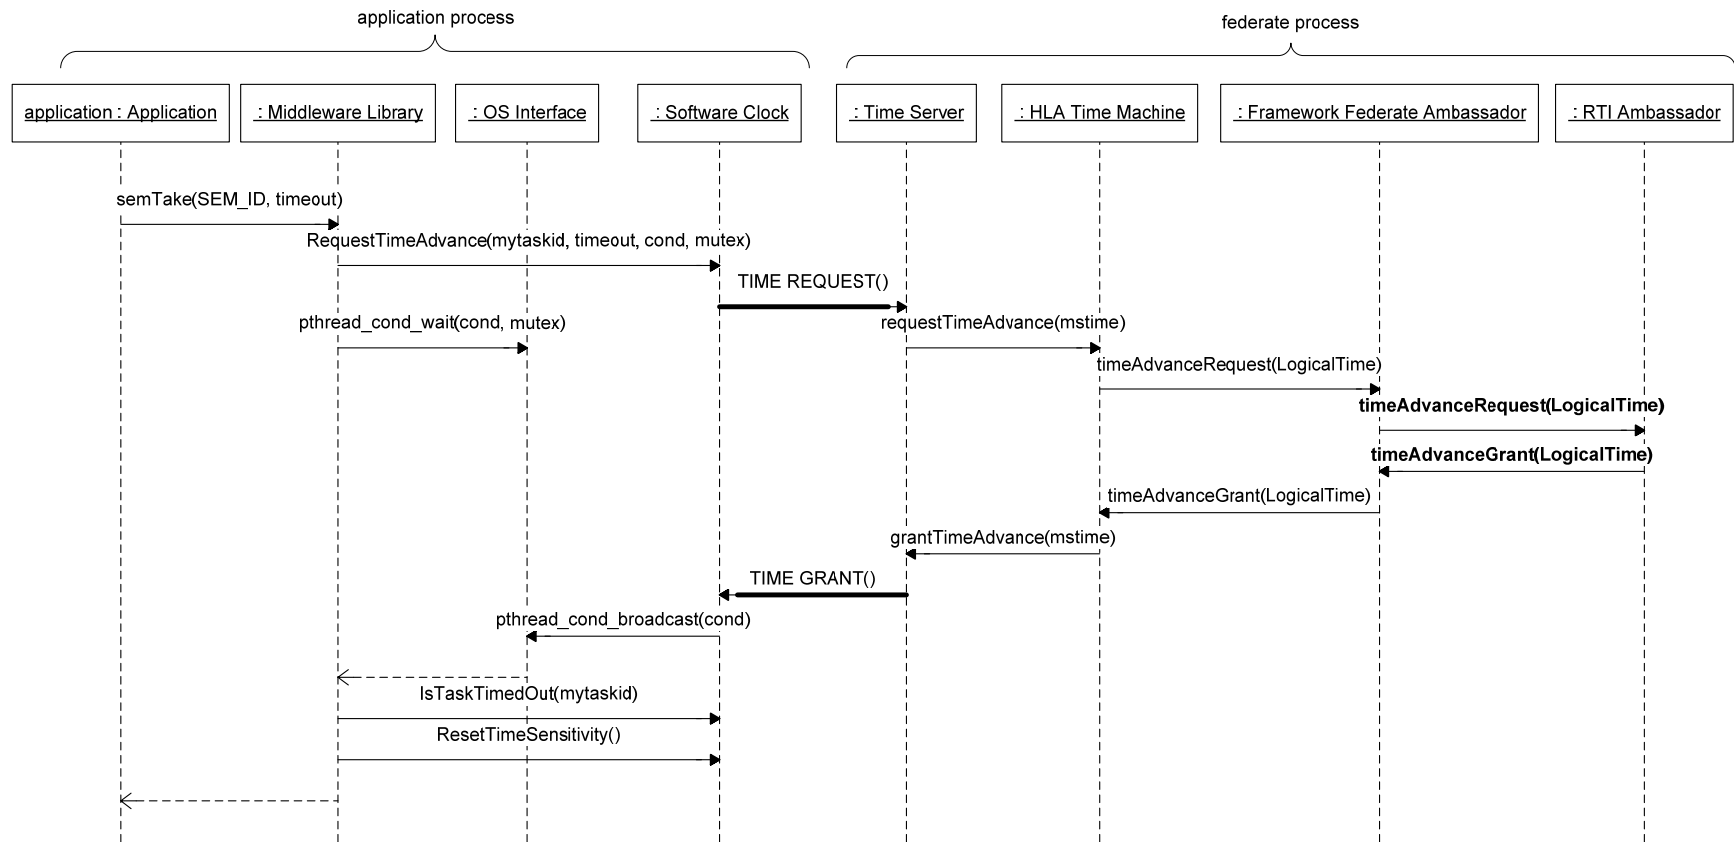 application process
federate process
application : Application
: Middleware Library
: OS Interface
: Software Clock
: Time Server
: HLA Time Machine
: Framework Federate Ambassador
: RTI Ambassador
semTake(SEM_ID, timeout)
RequestTimeAdvance(mytaskid, timeout, cond, mutex)
TIME REQUEST()
pthread_cond_wait(cond, mutex)
requestTimeAdvance(mstime)
timeAdvanceRequest(LogicalTime)
timeAdvanceRequest(LogicalTime)
timeAdvanceGrant(LogicalTime)
timeAdvanceGrant(LogicalTime)
grantTimeAdvance(mstime)
TIME GRANT()
pthread_cond_broadcast(cond)
IsTaskTimedOut(mytaskid)
ResetTimeSensitivity()